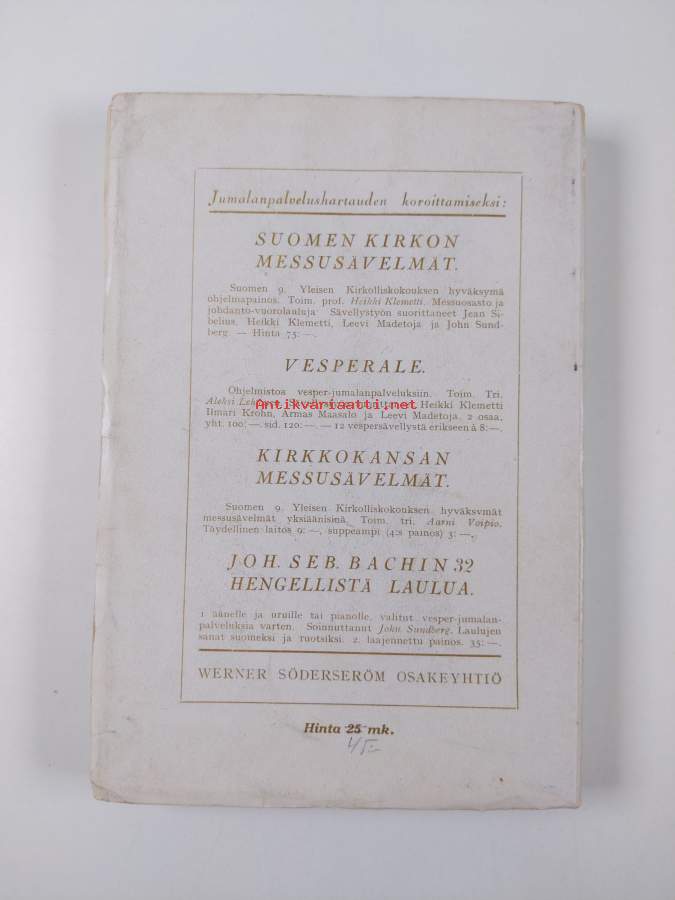 Jumalanpalvelushartauden koroittamiseksi:
SUOMEN KIRKON
MESSUSÄVELMÄT.
Suomen 9. Yleisen Kirkolliskokouksen hyväksymä
ohjelmapainos. Toim. prof. Heikki Klemetti. Messuosasto ja
johdanto-vuorolauluja. Sävellystyön suorittaneet Jean Si-
belius, Heikki Klemetti, Leevi Madetoja ja John Sund-
berg. — Hinta 75: —.
VESPERALE.
Ohjelmistos vesper-jumalanpalveluksiin. Toim. Tri.
Aleksi Heikki Klemetti
Antikvariaatti.net
Ilmari Krohn, Armas Maasalo ja Leevi Madetoja. 2 osaa,
yht. 100: —. sid. 120: —. — 12 vespersävellystä erikseen à 8: —.
KIRKKOKANSAN
MESSUSÄVELMÄT.
Suomen 9. Yleisen Kirkolliskokouksen hyväksymät
messusävelmät yksiäänisinä. Toim. tri. Aarni Voipio.
Täydellinen laitos 9: —, suppeampi (4:s painos) 3: —.
JOH. SEB. BACHIN 32
HENGELLISTÄ LAULUA.
1 äänelle ja uruille tai pianolle, valitut vesper-jumalan-
palveluksia varten. Soinnuttanut John Sundberg. Laulujen
sanat suomeksi ja ruotsiksi. 2. laajennettu painos. 35: —.
WERNER SÖDERSERÖM OSAKEYHTIÖ
Hinta 25 mk.
45:-